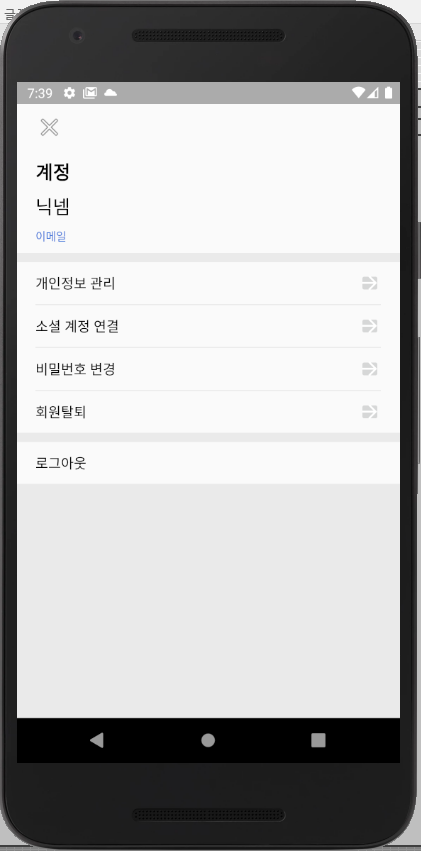 글
7:39
계정
닉넴
이메일
개인정보 관리
소셜 계정 연결
비밀번호 변경
회원탈퇴
로그아웃